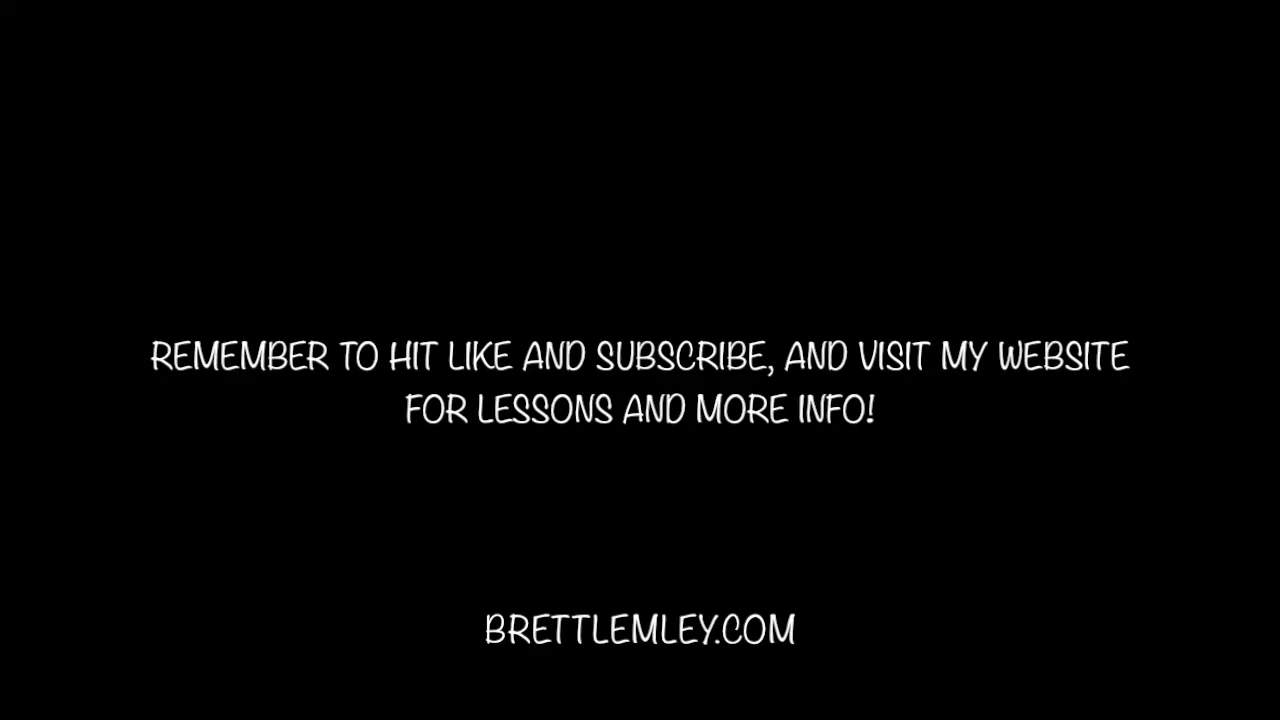 REMEMBER TO HIT LIKE AND SUBSCRIBE, AND VISIT MY WEBSITE
FOR LESSONS AND MORE INFO!
BRETTLEMLEY.COM